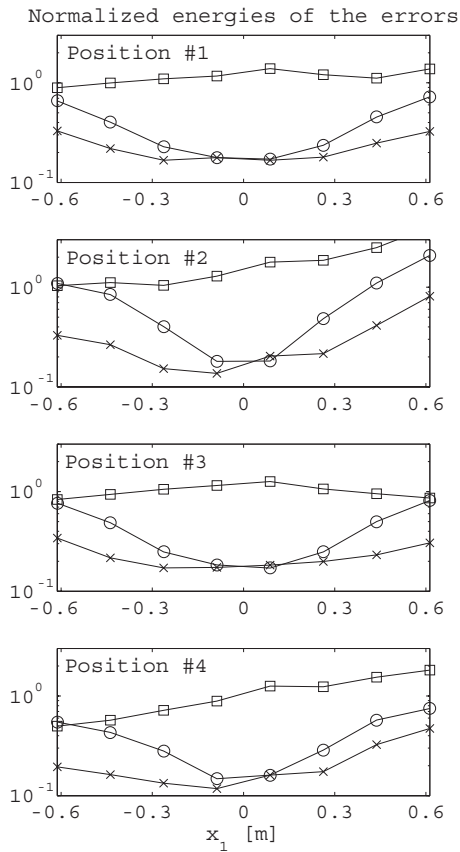 Normalized energies of the errors
Position #1
10^0
10^-1
-0.6 -0.3 0 0.3 0.6
Position #2
10^0
10^-1
-0.6 -0.3 0 0.3 0.6
Position #3
10^0
10^-1
-0.6 -0.3 0 0.3 0.6
Position #4
10^0
10^-1
-0.6 -0.3 0 0.3 0.6
x_1 [m]